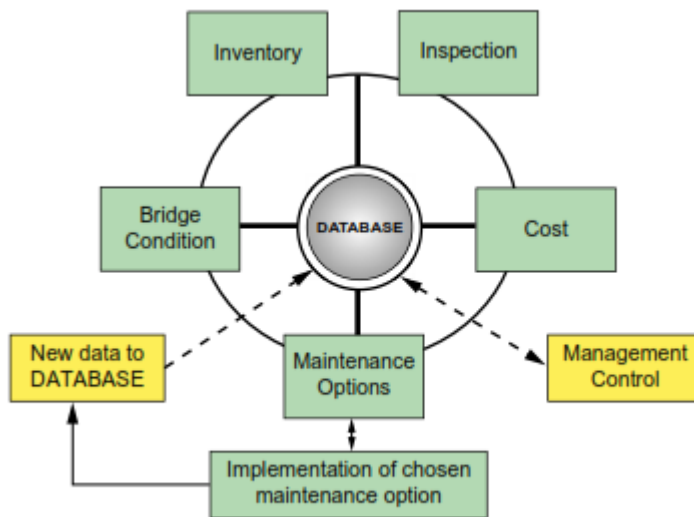 Inventory
Inspection
Bridge
Condition
DATABASE
Cost
New data to
DATABASE
Maintenance
Options
Management
Control
Implementation of chosen
maintenance option